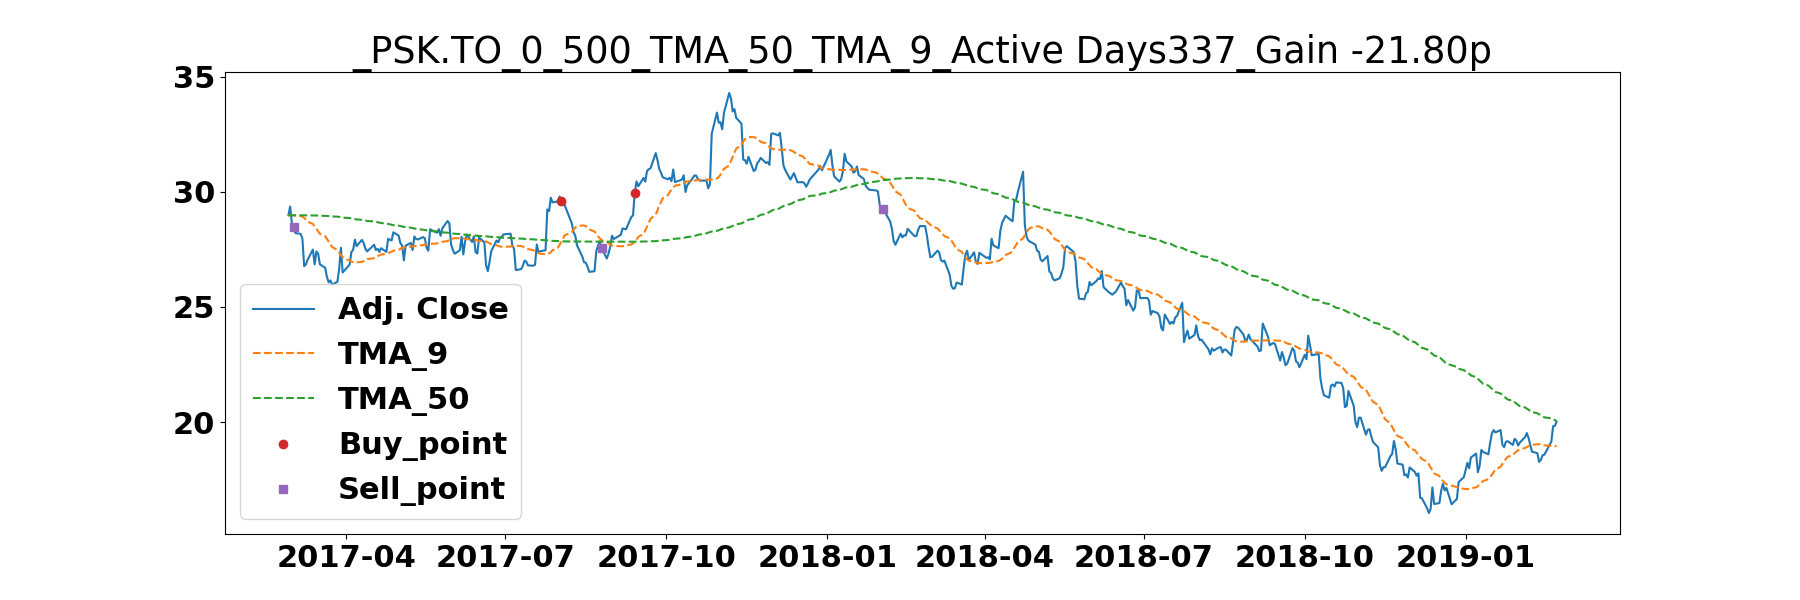 _PSK.TO_0_500_TMA_50_TMA_9_Active Days337_Gain -21.80p
35
30
25
20
Adj. Close
TMA_9
TMA_50
Buy_point
Sell_point
2017-04 2017-07 2017-10 2018-01 2018-04 2018-07 2018-10 2019-01